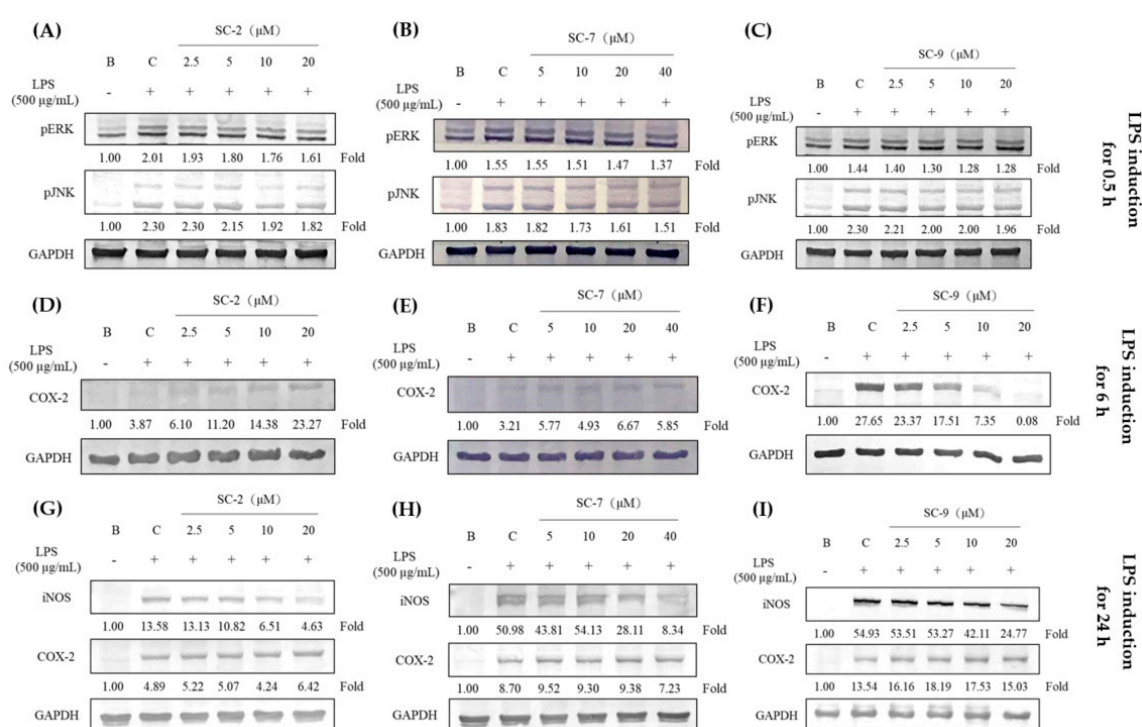 (A)
SC-2 (μM)
B C 2.5 5 10 20
LPS
(500 μg/mL)
- + + + + +
pERK
1.00 2.01 1.93 1.80 1.76 1.61 Fold
pJNK
1.00 2.30 2.30 2.15 1.92 1.82 Fold
GAPDH
(B)
SC-7 (μM)
B C 5 10 20 40
LPS
(500 μg/mL)
- + + + + +
pERK
1.00 1.55 1.55 1.51 1.47 1.37 Fold
pJNK
1.00 1.83 1.82 1.73 1.61 1.51 Fold
GAPDH
(C)
SC-9 (μM)
B C 2.5 5 10 20
LPS
(500 μg/mL)
- + + + + +
pERK
1.00 1.44 1.40 1.30 1.28 1.28 Fold
pJNK
1.00 2.30 2.21 2.00 2.00 1.96 Fold
GAPDH
LPS induction
for 0.5 h
(D)
SC-2 (μM)
B C 2.5 5 10 20
LPS
(500 μg/mL)
- + + + + +
COX-2
1.00 3.87 6.10 11.20 14.38 23.27 Fold
GAPDH
(E)
SC-7 (μM)
B C 5 10 20 40
LPS
(500 μg/mL)
- + + + + +
COX-2
1.00 3.21 5.77 4.93 6.67 5.85 Fold
GAPDH
(F)
SC-9 (μM)
B C 2.5 5 10 20
LPS
(500 μg/mL)
- + + + + +
COX-2
1.00 27.65 23.37 17.51 7.35 0.08 Fold
GAPDH
LPS induction
for 6 h
(G)
SC-2 (μM)
B C 2.5 5 10 20
LPS
(500 μg/mL)
- + + + + +
iNOS
1.00 13.58 13.13 10.82 6.51 4.63 Fold
COX-2
1.00 4.89 5.22 5.07 4.24 6.42 Fold
GAPDH
(H)
SC-7 (μM)
B C 5 10 20 40
LPS
(500 μg/mL)
- + + + + +
iNOS
1.00 50.98 43.81 54.13 28.11 8.34 Fold
COX-2
1.00 8.70 9.52 9.30 9.38 7.23 Fold
GAPDH
(I)
SC-9 (μM)
B C 2.5 5 10 20
LPS
(500 μg/mL)
- + + + + +
iNOS
1.00 54.93 53.51 53.27 42.11 24.77 Fold
COX-2
1.00 13.54 16.16 18.19 17.53 15.03 Fold
GAPDH
LPS induction
for 24 h